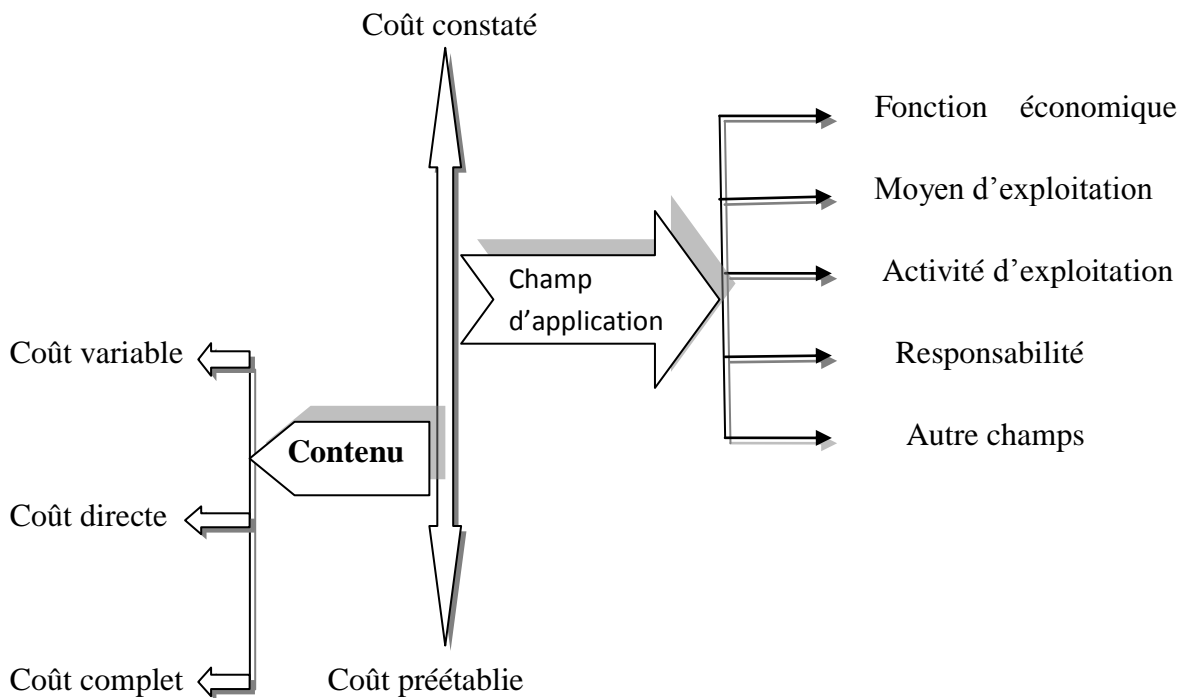 Coût constaté
Fonction économique
Moyen d’exploitation
Activité d’exploitation
Champ
d’application
Responsabilité
Coût variable
Autre champs
Contenu
Coût directe
Coût complet
Coût préétablie